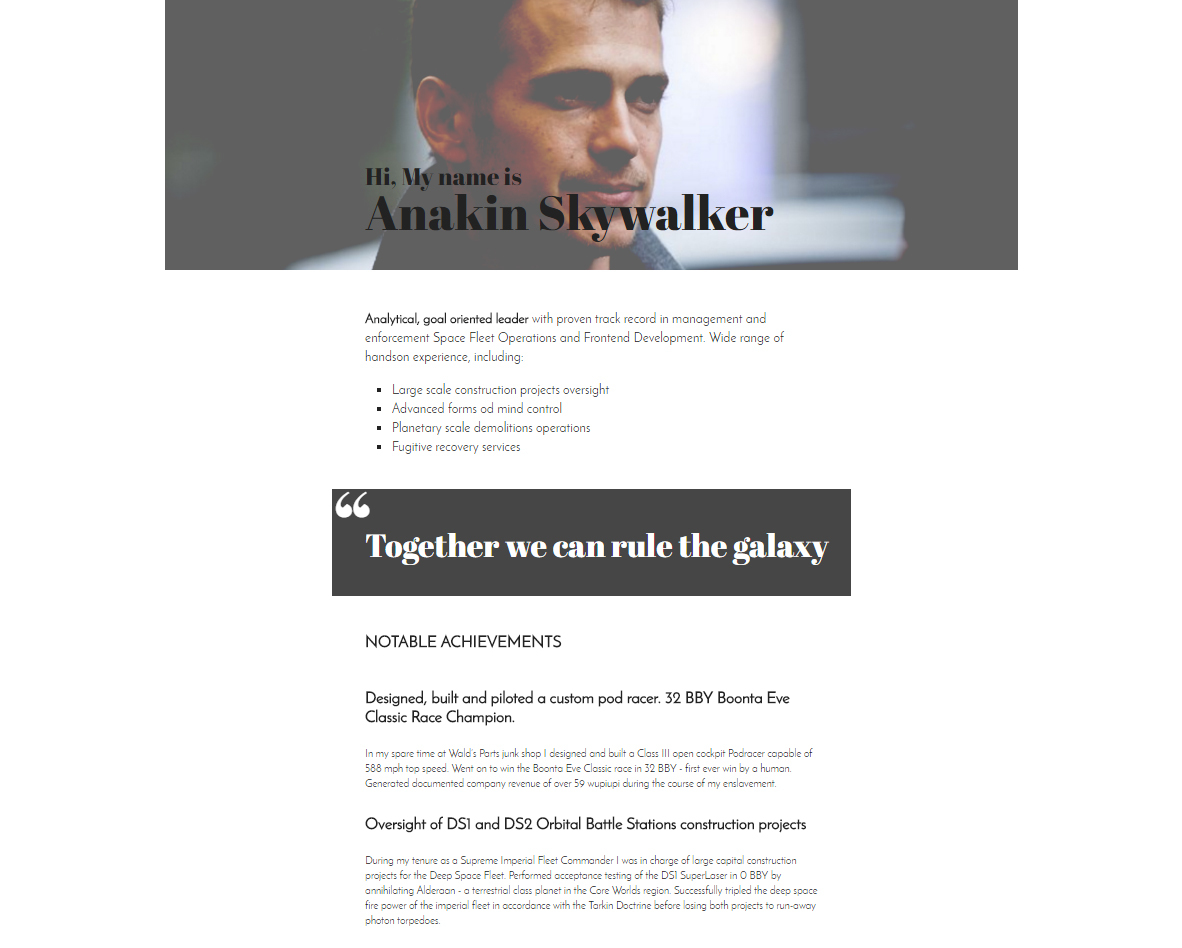 Hi, My name is
Anakin Skywalker
Analytical, goal oriented leader with proven track record in management and
enforcement Space Fleet Operations and Frontend Development. Wide range of
handson experience, including:
▪ Large scale construction projects oversight
▪ Advanced forms od mind control
▪ Planetary scale demolitions operations
▪ Fugitive recovery services
“
Together we can rule the galaxy
NOTABLE ACHIEVEMENTS
Designed, built and piloted a custom pod racer. 32 BBY Boonta Eve
Classic Race Champion.
In my spare time at Wald's Parts junk shop I designed and built a Class III open cockpit Podracer capable of
588 mph top speed. Went on to win the Boonta Eve Classic race in 32 BBY - first ever win by a human.
Generated documented company revenue of over 59 wupiupi during the course of my enslavement.
Oversight of DS1 and DS2 Orbital Battle Stations construction projects
During my tenure as a Supreme Imperial Fleet Commander I was in charge of large capital construction
projects for the Deep Space Fleet. Performed acceptance testing of the DS1 SuperLaser in 0 BBY by
annihilating Alderaan - a terrestrial class planet in the Core Worlds region. Successfully tripled the deep space
fire power of the imperial fleet in accordance with the Tarkin Doctrine before losing both projects to run-away
photon torpedoes.